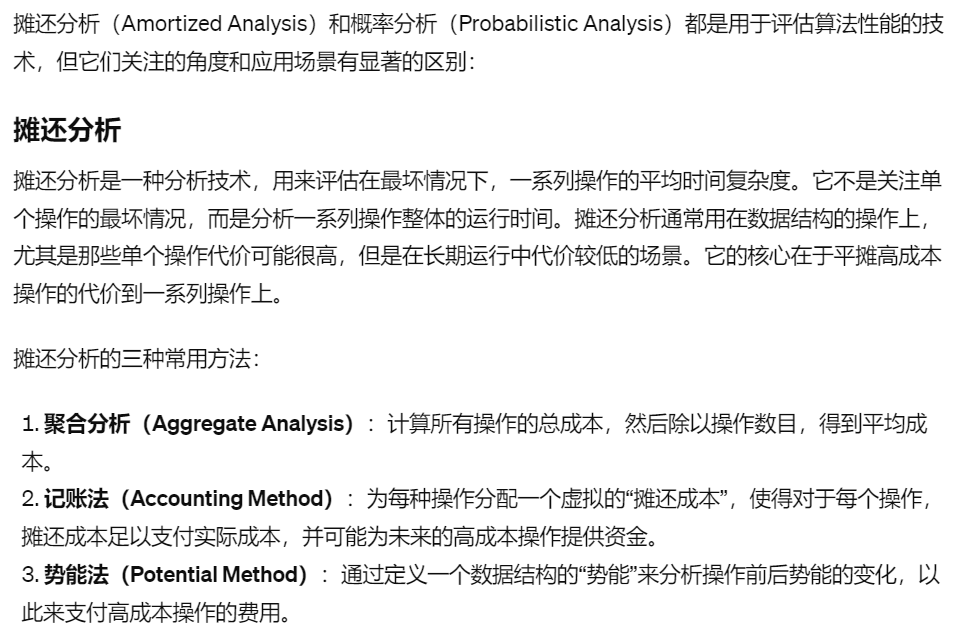 摊还分析（Amortized Analysis）和概率分析（Probabilistic Analysis）都是用于评估算法性能的技
术，但它们关注的角度和应用场景有显著的区别：
摊还分析
摊还分析是一种分析技术，用来评估在最坏情况下，一系列操作的平均时间复杂度。它不是关注单
个操作的最坏情况，而是分析一系列操作整体的运行时间。摊还分析通常用在数据结构的操作上，
尤其是那些单个操作代价可能很高，但是在长期运行中代价较低的场景。它的核心在于平摊高成本
操作的代价到一系列操作上。
摊还分析的三种常用方法：
1. 聚合分析（Aggregate Analysis）：计算所有操作的总成本，然后除以操作数目，得到平均成
本。
2. 记账法（Accounting Method）：为每种操作分配一个虚拟的“摊还成本”，使得对于每个操作，
摊还成本足以支付实际成本，并可能为未来的高成本操作提供资金。
3. 势能法（Potential Method）：通过定义一个数据结构的“势能”来分析操作前后势能的变化，以
此来支付高成本操作的费用。